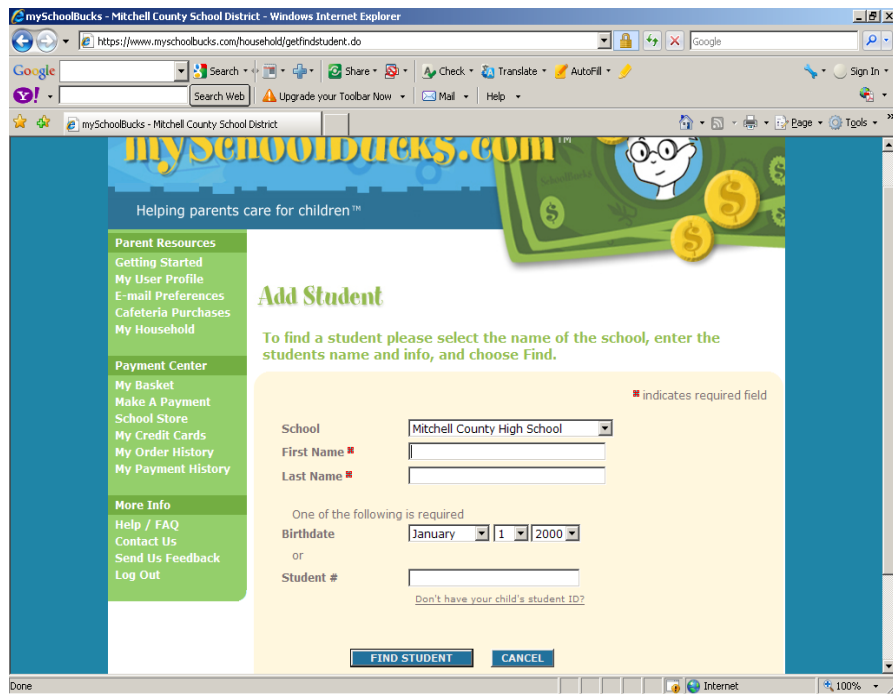 mySchoolBucks - Mitchell County School District - Windows Internet Explorer
https://www.myschoolbucks.com/household/getfindstudent.do
Google
Google Search Share Check Translate AutoFill Sign In
Y! Search Web Upgrade your Toolbar Now Mail Help
mySchoolBucks - Mitchell County School District Page Tools »
mySchoolBucks.com™
Helping parents care for children™
Parent Resources
Getting Started
My User Profile
E-mail Preferences
Cafeteria Purchases
My Household
Payment Center
My Basket
Make A Payment
School Store
My Credit Cards
My Order History
My Payment History
More Info
Help / FAQ
Contact Us
Send Us Feedback
Log Out
Add Student
To find a student please select the name of the school, enter the
students name and info, and choose Find.
indicates required field
School Mitchell County High School
First Name
Last Name
One of the following is required
Birthdate January 1 2000
or
Student #
Don't have your child's student ID?
FIND STUDENT CANCEL
Done Internet 100%